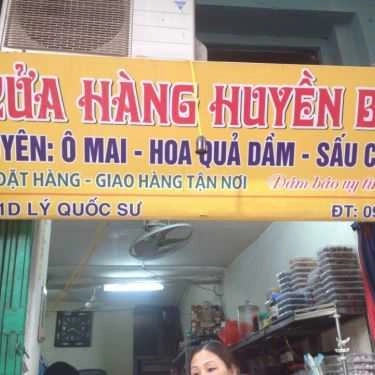 CỬA HÀNG HUYỀN B
YÊN: Ô MAI - HOA QUẢ DẦM - SẤU C
ĐẶT HÀNG - GIAO HÀNG TẬN NƠI Đảm bảo uy tín
1D LÝ QUỐC SƯ ĐT: 09